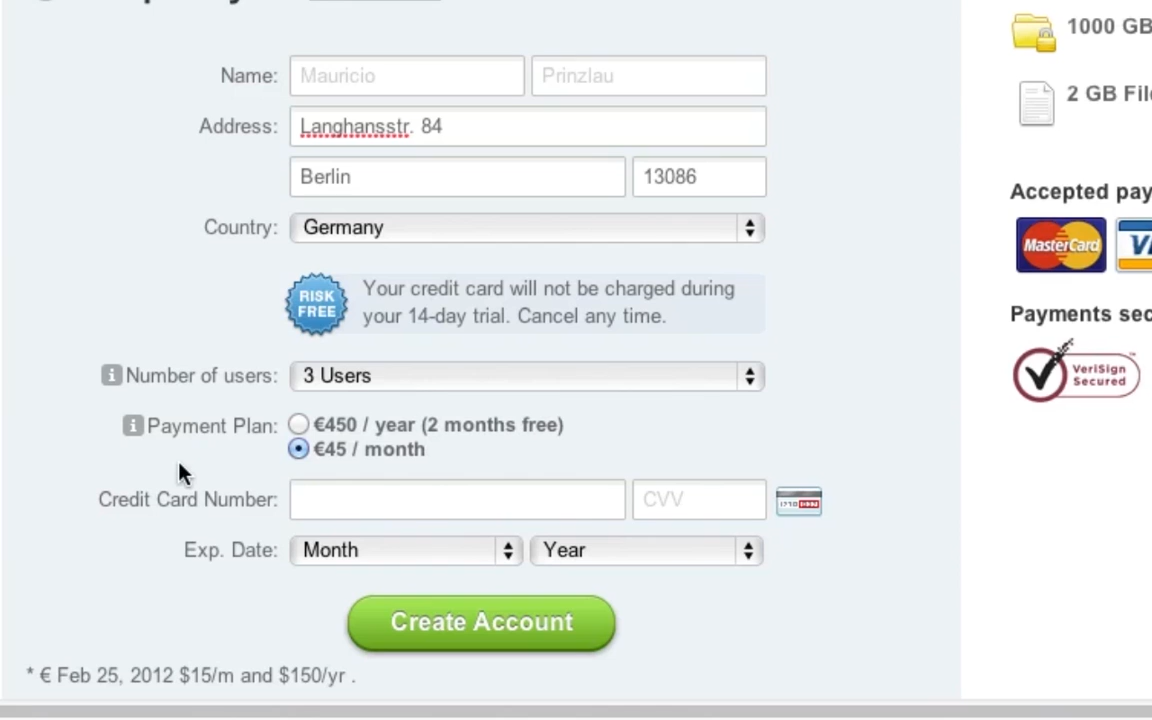 1000 GB
Name: Mauricio Prinzlau
2 GB
Address: Langhansstr. 84
Berlin 13086
Accepted
Country: Germany
MasterCard
RISK FREE
Your credit card will not be charged during
your 14-day trial. Cancel any time.
Payments
VeriSign
Secured
Number of users: 3 Users
Payment Plan: €450 / year (2 months free)
€45 / month
Credit Card Number: CVV
Exp. Date: Month Year
Create Account
* € Feb 25, 2012 $15/m and $150/yr .